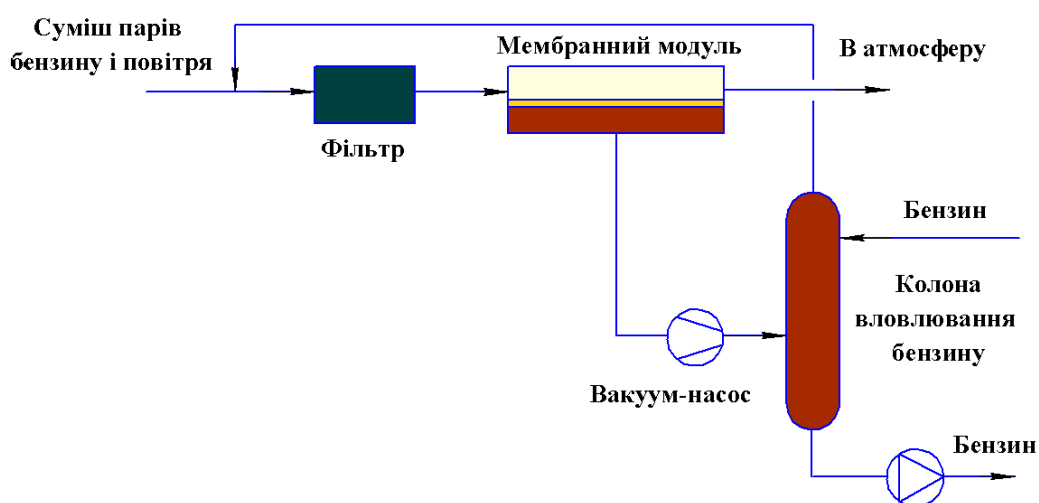 Суміш парів
бензину і повітря
Мембранний модуль
В атмосферу
Фільтр
Бензин
Колона
вловлювання
бензину
Вакуум-насос
Бензин